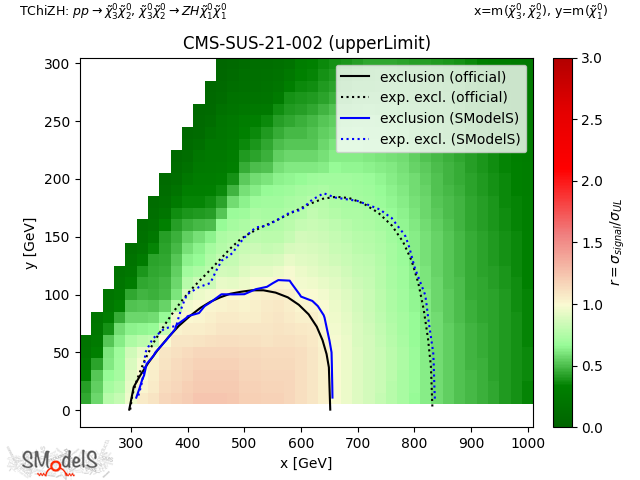 TChiZH: pp → χ̃⁰₃χ̃⁰₂, χ̃⁰₃χ̃⁰₂ → ZHχ̃⁰₁χ̃⁰₁
x=m(χ̃⁰₃, χ̃⁰₂), y=m(χ̃⁰₁)
CMS-SUS-21-002 (upperLimit)
exclusion (official)
exp. excl. (official)
exclusion (SModelS)
exp. excl. (SModelS)
300
250
200
150
100
50
0
y [GeV]
300 400 500 600 700 800 900 1000
x [GeV]
3.0
2.5
2.0
1.5
1.0
0.5
0.0
r = σ_signal/σ_UL
SModelS